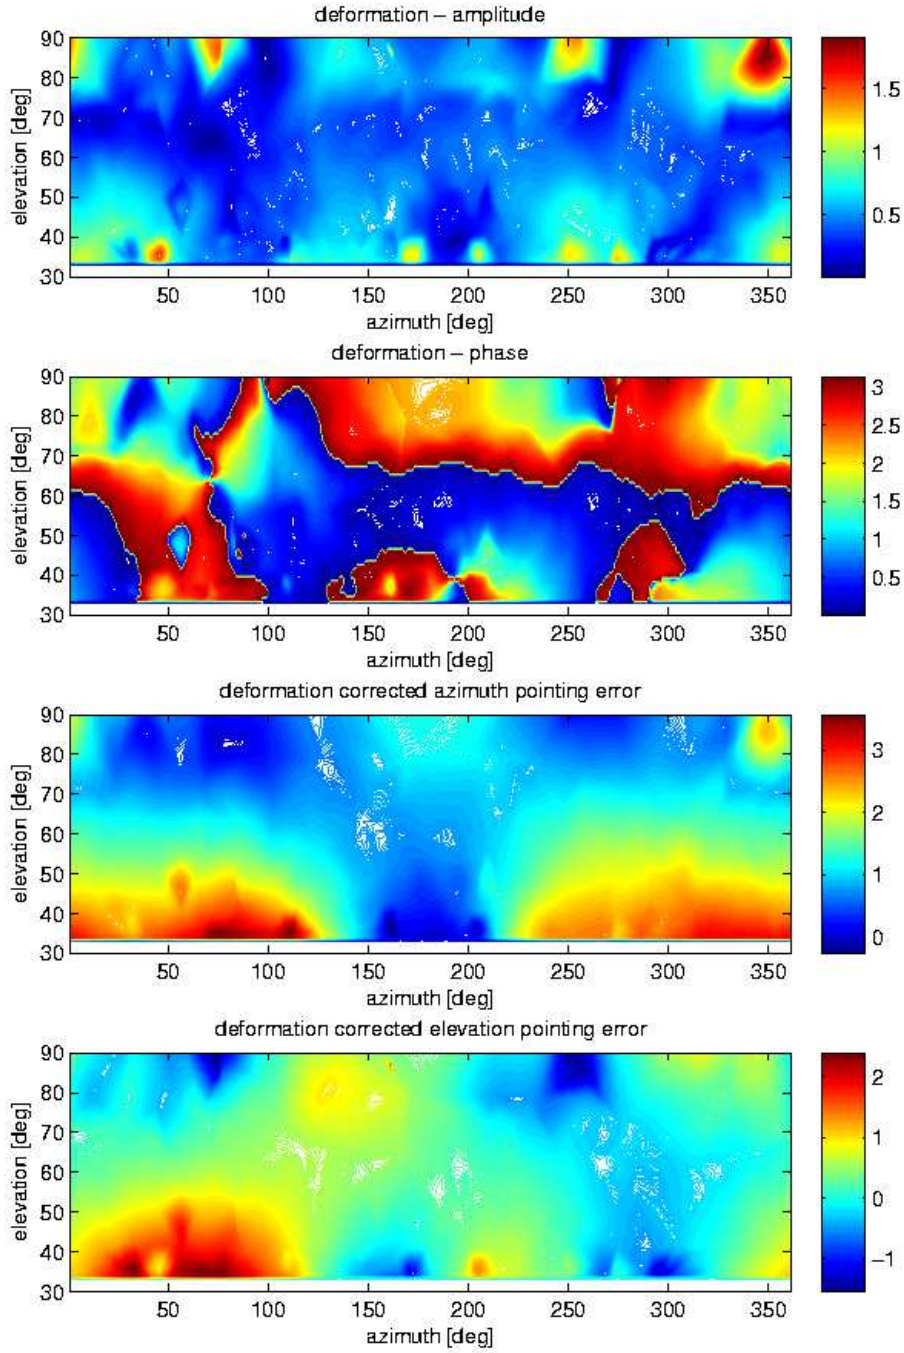 deformation – amplitude
90
80
70
60
50
40
30
elevation [deg]
50 100 150 200 250 300 350
azimuth [deg]
1.5
1
0.5
deformation – phase
90
80
70
60
50
40
30
elevation [deg]
50 100 150 200 250 300 350
azimuth [deg]
3
2.5
2
1.5
1
0.5
deformation corrected azimuth pointing error
90
80
70
60
50
40
30
elevation [deg]
50 100 150 200 250 300 350
azimuth [deg]
3
2
1
0
deformation corrected elevation pointing error
90
80
70
60
50
40
30
elevation [deg]
50 100 150 200 250 300 350
azimuth [deg]
2
1
0
−1